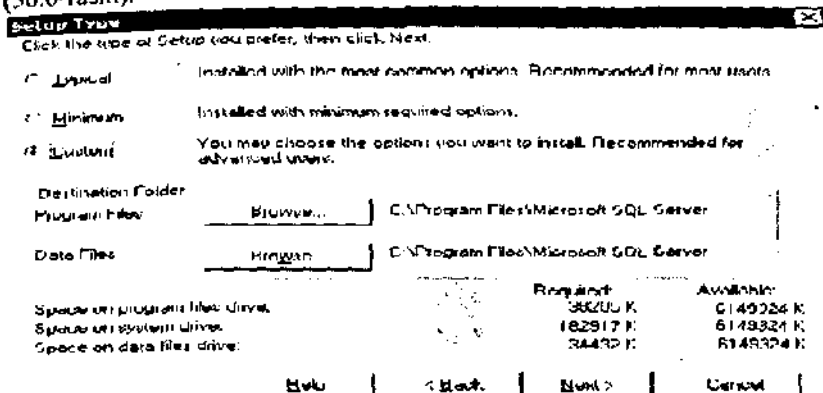 Setup Type
Click the type of Setup you prefer, then click Next.
Typical Installed with the most common options. Recommended for most users
Minimum Installed with minimum required options.
Custom You may choose the options you want to install. Recommended for
advanced users.
Destination Folder
Program Files Browse... C:\Program Files\Microsoft SQL Server
Data Files Browse C:\Program Files\Microsoft SQL Server
Required: Available:
Space on program files drive: K 6149324 K
Space on system drive: 182917 K 6149324 K
Space on data files drive: 34432 K 6149324 K
Help < Back Next > Cancel